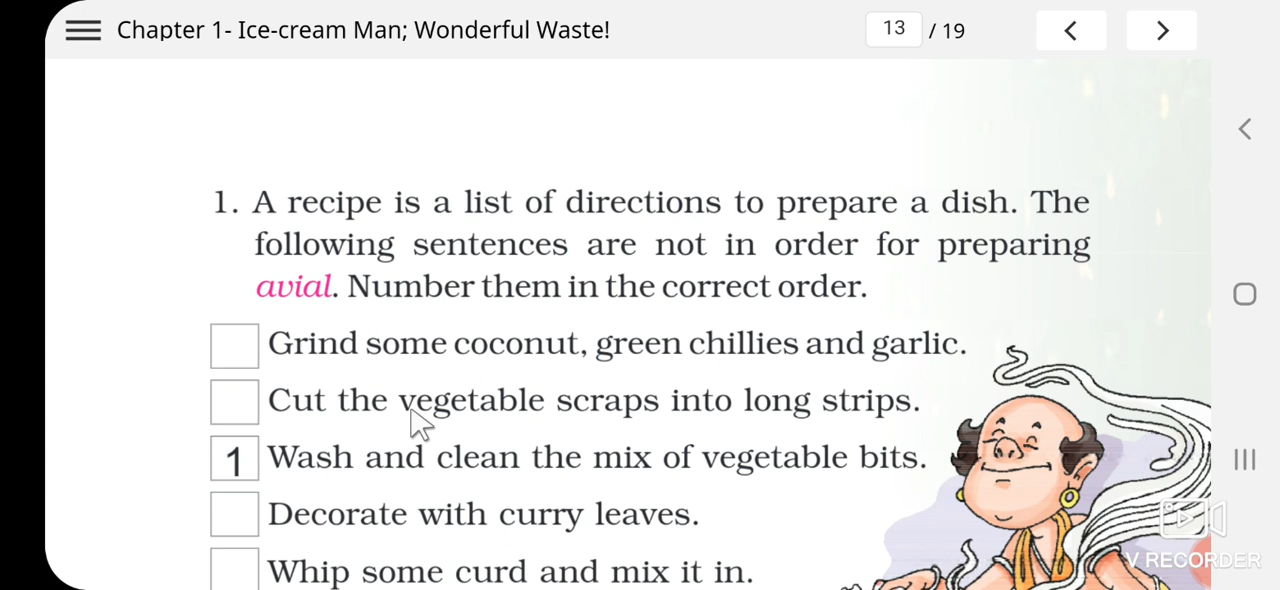 Chapter 1- Ice-cream Man; Wonderful Waste!
13 / 19
1. A recipe is a list of directions to prepare a dish. The
following sentences are not in order for preparing
avial. Number them in the correct order.
Grind some coconut, green chillies and garlic.
Cut the vegetable scraps into long strips.
1 Wash and clean the mix of vegetable bits.
Decorate with curry leaves.
Whip some curd and mix it in.
V RECORDER